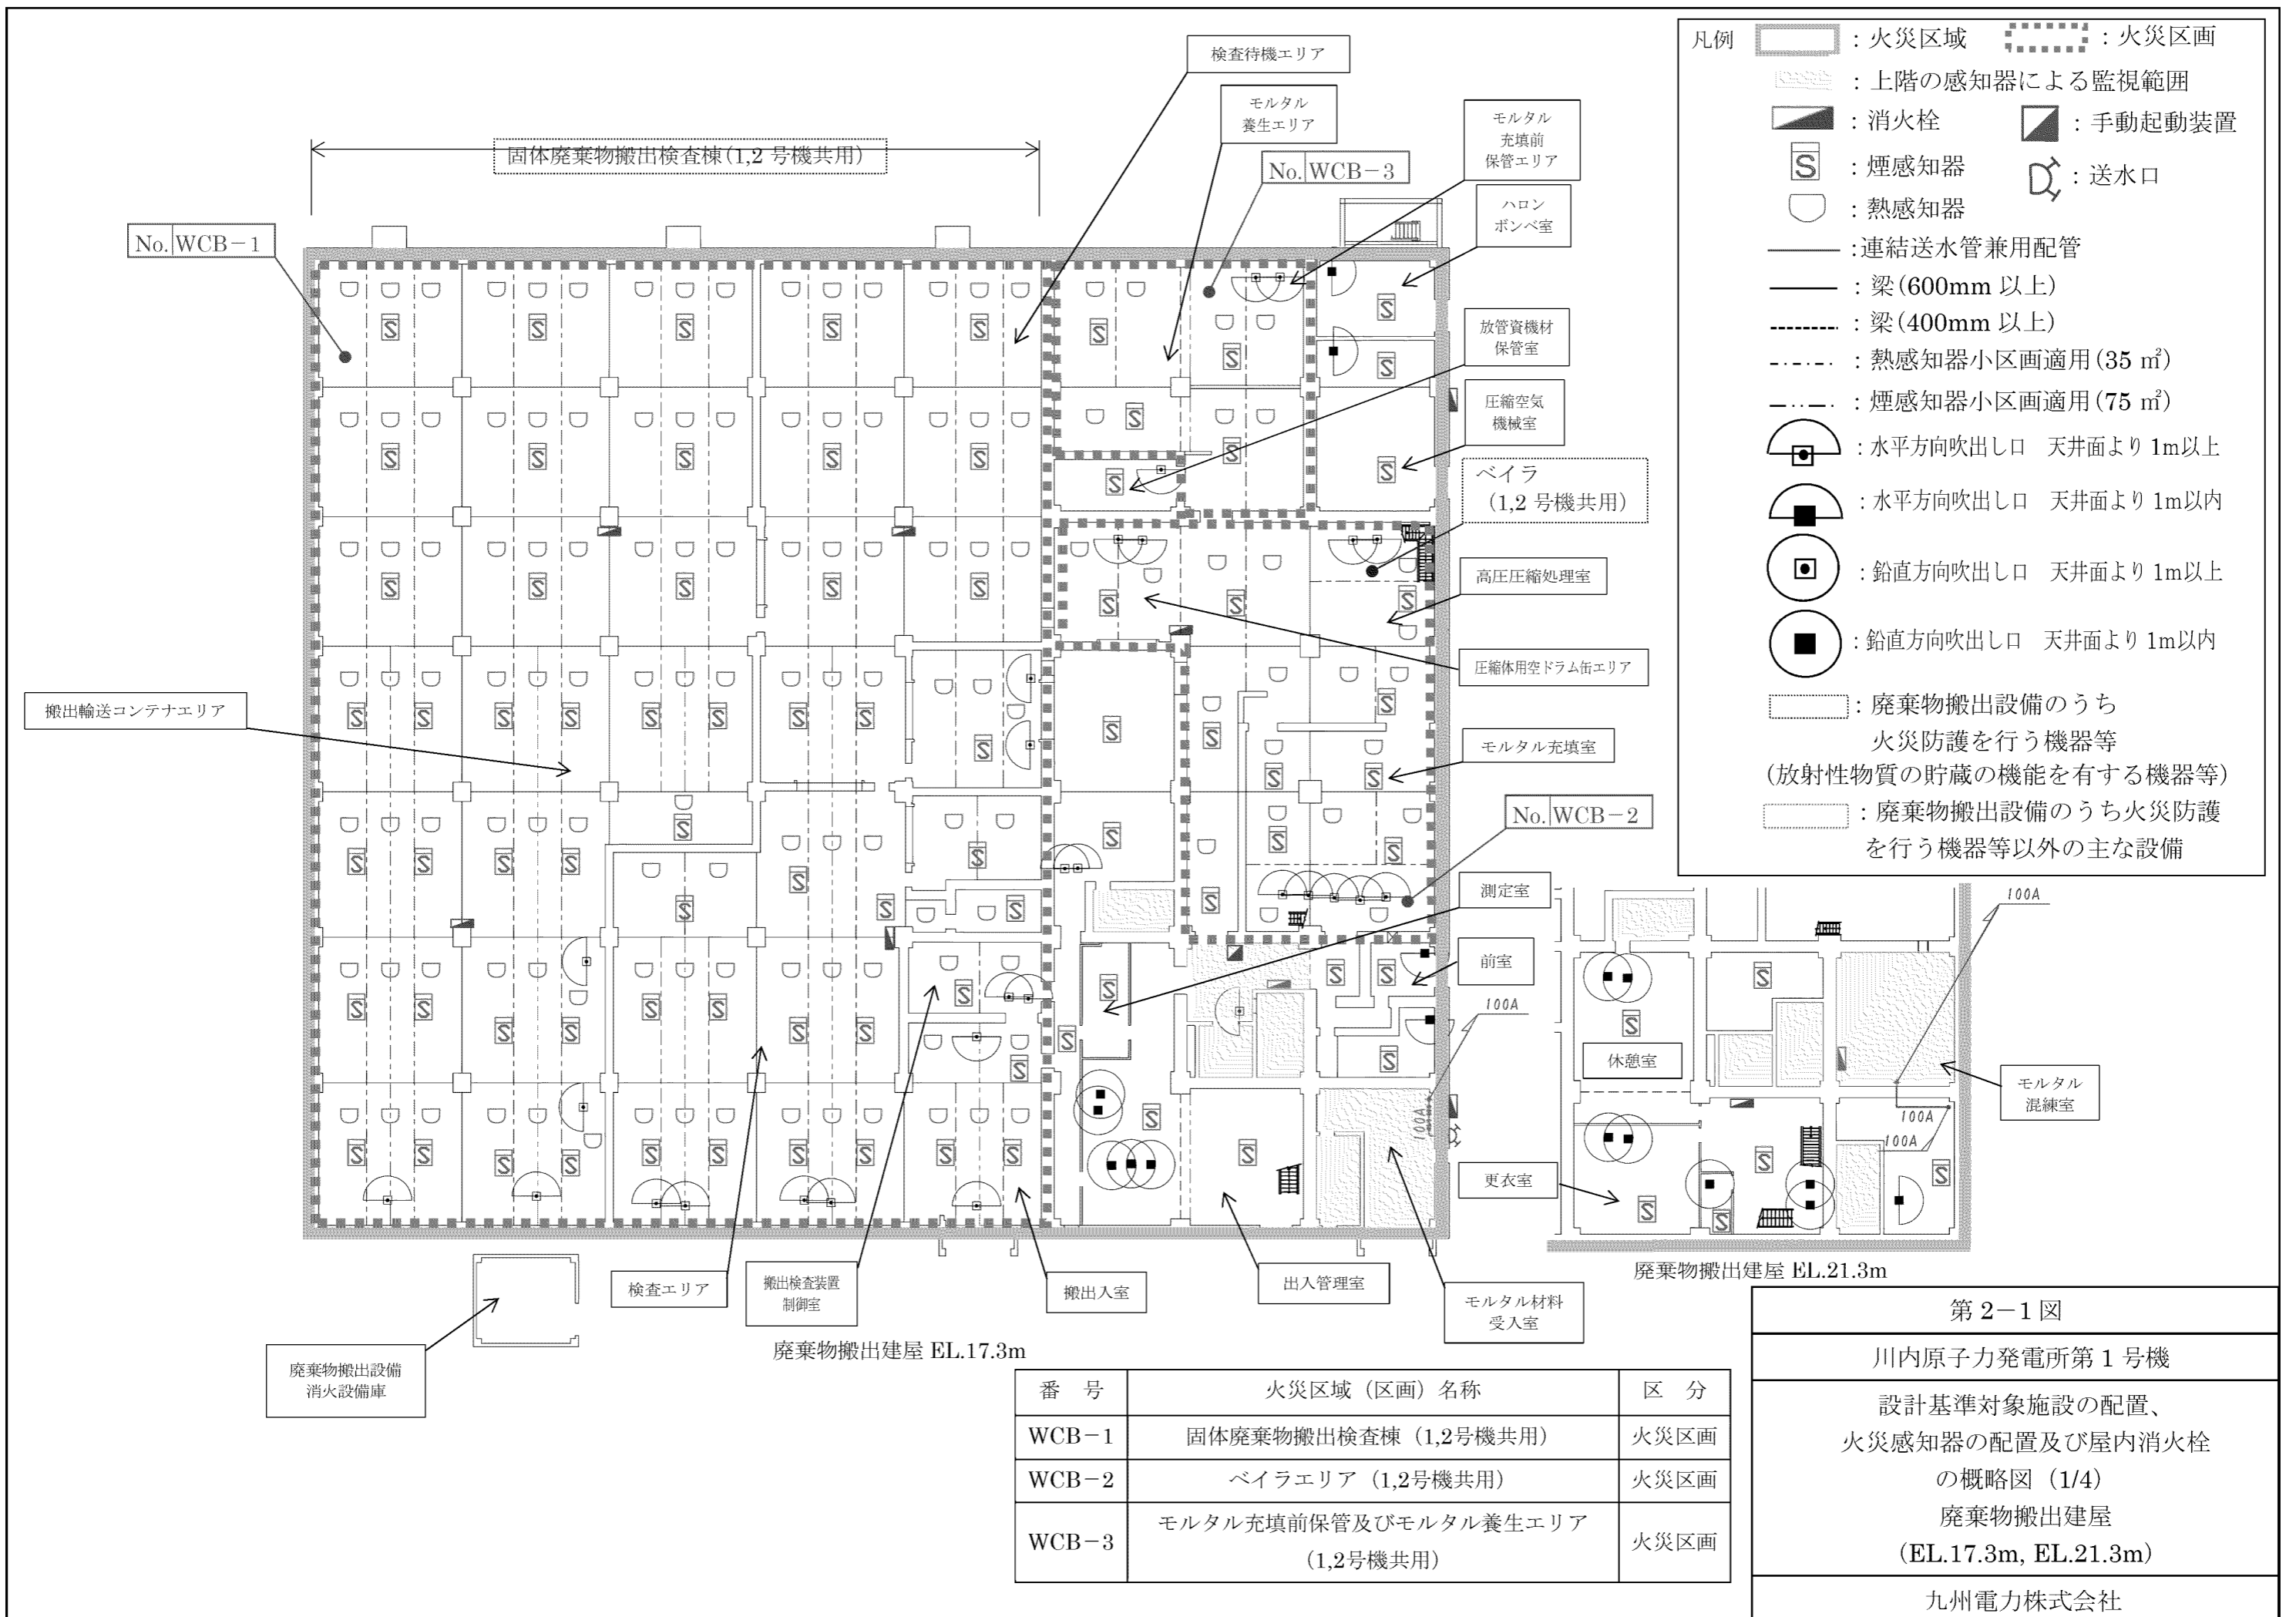 検査待機エリア
モルタル
養生エリア
モルタル
充填前
保管エリア
固体廃棄物搬出検査棟(1,2 号機共用)
No. WCB－3
ハロン
ボンベ室
No. WCB－1
放管資機材
保管室
圧縮空気
機械室
ベイラ
(1,2 号機共用)
高圧圧縮処理室
圧縮体用空ドラム缶エリア
搬出輸送コンテナエリア
モルタル充填室
No. WCB－2
測定室
前室
100A
100A
100A
休憩室
モルタル
混練室
100A
100A
更衣室
廃棄物搬出建屋 EL.21.3m
検査エリア
搬出検査装置
制御室
搬出入室
出入管理室
モルタル材料
受入室
廃棄物搬出建屋 EL.17.3m
廃棄物搬出設備
消火設備庫
凡例
：火災区域
：火災区画
：上階の感知器による監視範囲
：消火栓
：手動起動装置
S
：煙感知器
：送水口
：熱感知器
：連結送水管兼用配管
：梁(600mm 以上)
：梁(400mm 以上)
：熱感知器小区画適用(35 ㎡)
：煙感知器小区画適用(75 ㎡)
：水平方向吹出し口　天井面より 1m以上
：水平方向吹出し口　天井面より 1m以内
：鉛直方向吹出し口　天井面より 1m以上
：鉛直方向吹出し口　天井面より 1m以内
：廃棄物搬出設備のうち
火災防護を行う機器等
(放射性物質の貯蔵の機能を有する機器等)
：廃棄物搬出設備のうち火災防護
を行う機器等以外の主な設備
番　号　火災区域（区画）名称　区　分
WCB－1　固体廃棄物搬出検査棟（1,2号機共用）　火災区画
WCB－2　ベイラエリア（1,2号機共用）　火災区画
WCB－3　モルタル充填前保管及びモルタル養生エリア
（1,2号機共用）　火災区画
第 2－1 図
川内原子力発電所第 1 号機
設計基準対象施設の配置、
火災感知器の配置及び屋内消火栓
の概略図（1/4）
廃棄物搬出建屋
(EL.17.3m, EL.21.3m)
九州電力株式会社